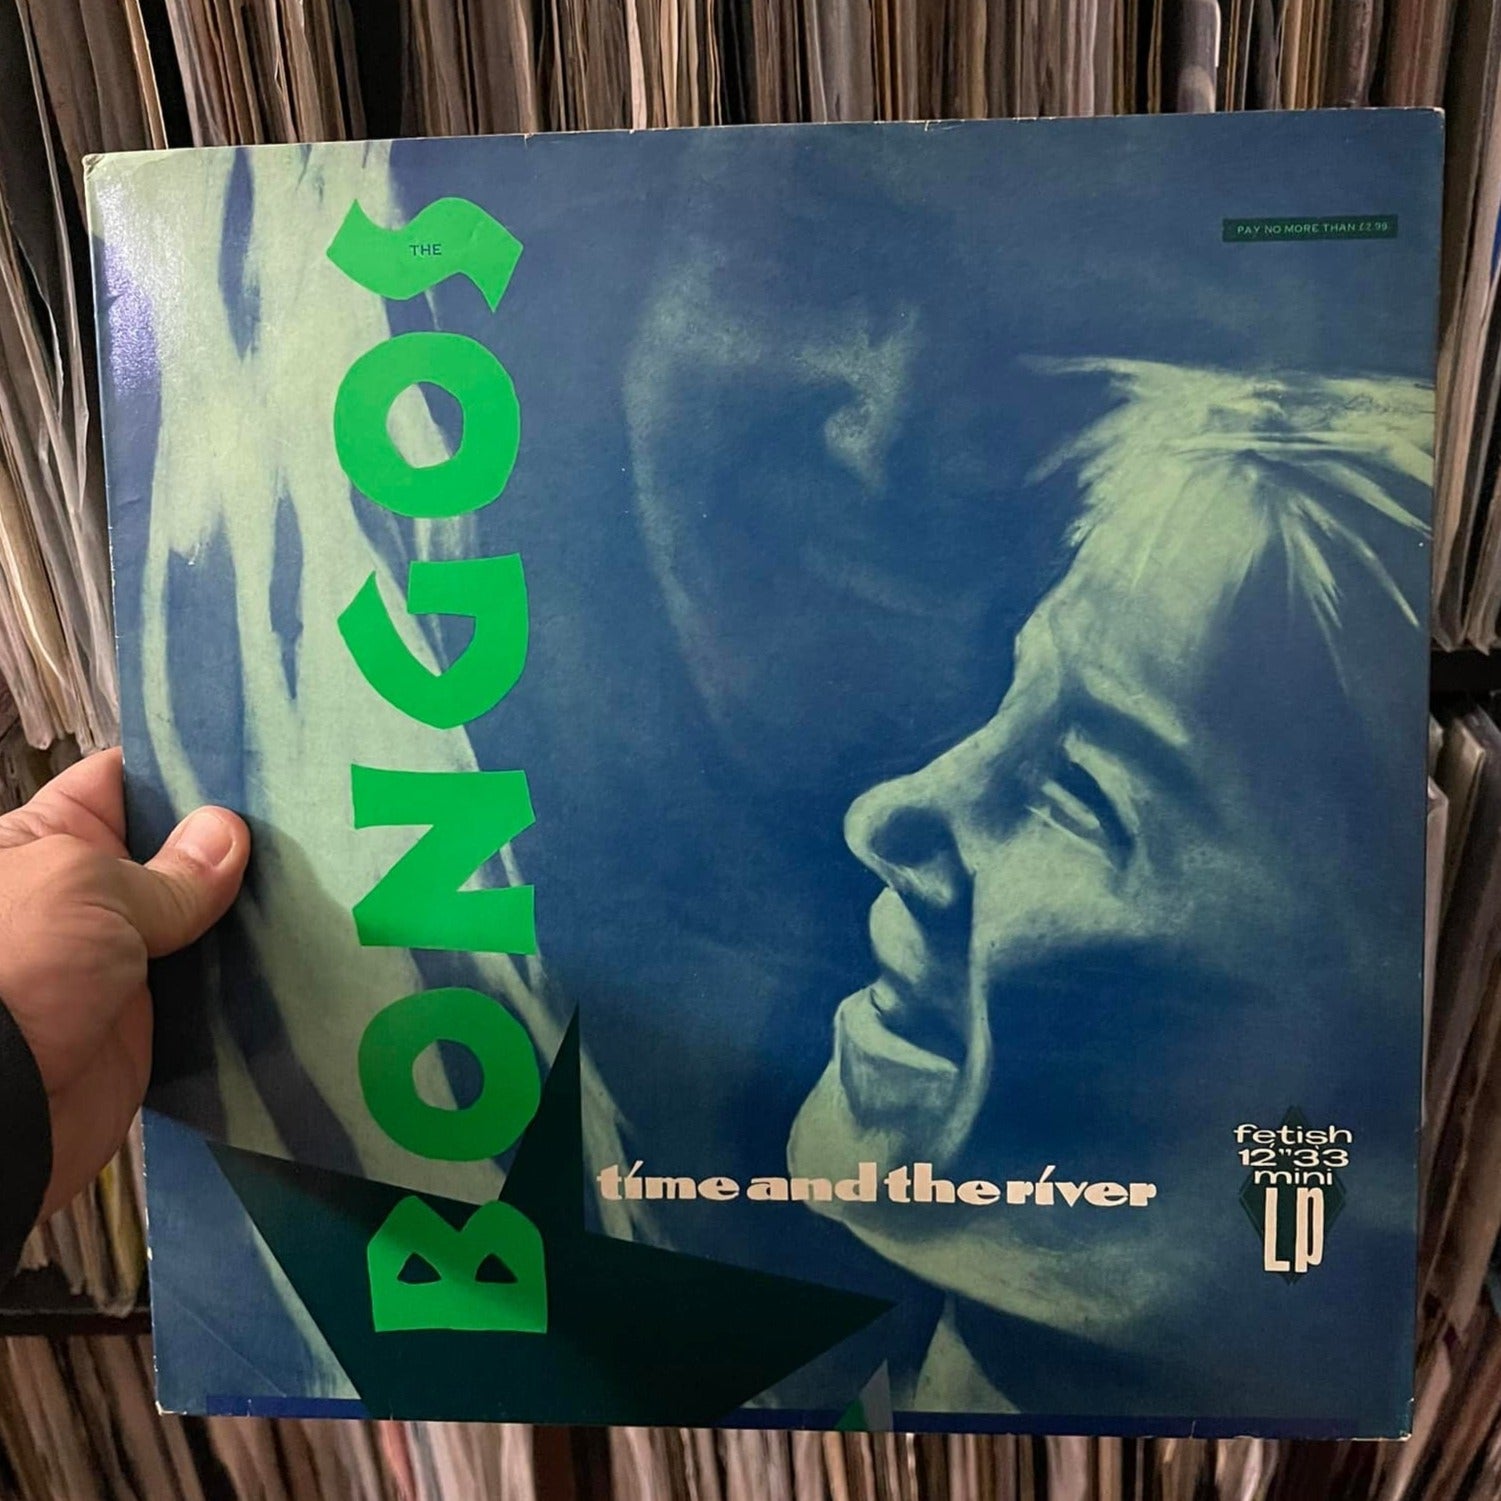 THE
BONGOS
PAY NO MORE THAN £2.99
time and the river
fetish
12"33
mini
LP